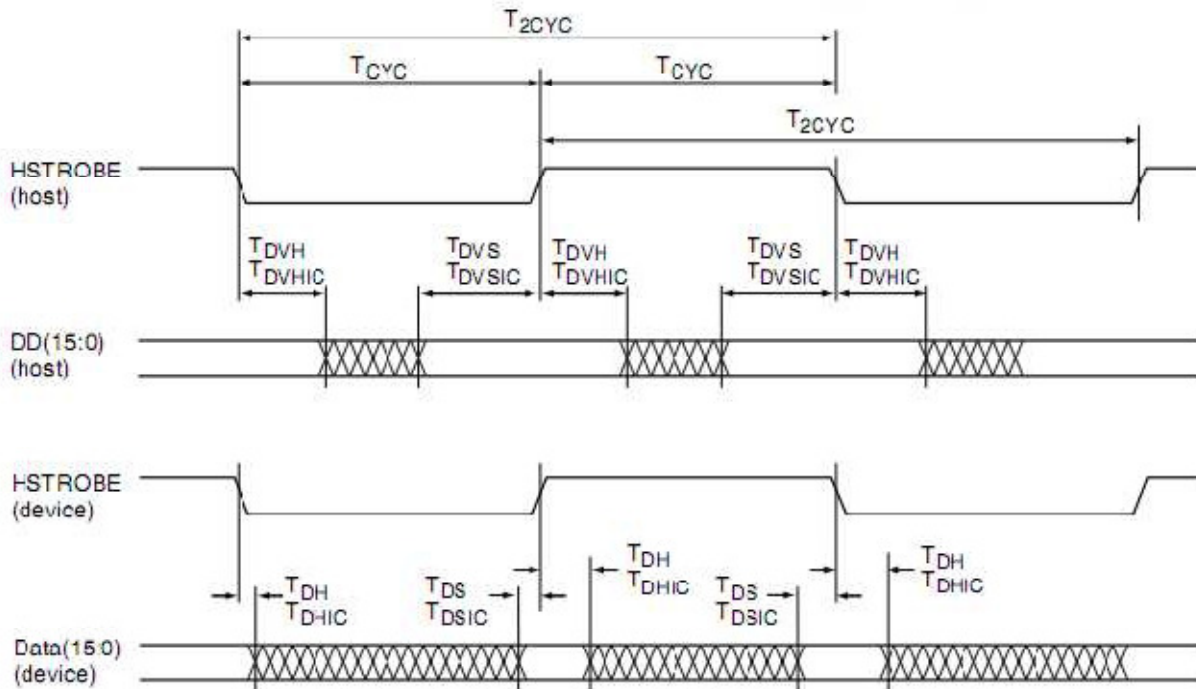 T2CYC
TCYC TCYC
T2CYC
HSTROBE
(host)
TDVH TDVS TDVH TDVS TDVH
TDVHIC TDVSIC TDVHIC TDVSIC TDVHIC
DD(15:0)
(host)
HSTROBE
(device)
TDH TDH
TDHIC TDHIC
TDH TDS TDS
TDHIC TDSIC TDSIC
Data(15:0)
(device)